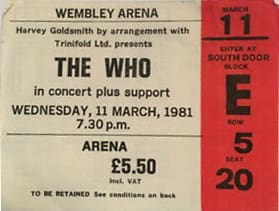 WEMBLEY ARENA
Harvey Goldsmith by arrangement with
Trinifold Ltd. presents
THE WHO
in concert plus support
WEDNESDAY, 11 MARCH, 1981
7.30 p.m.
ARENA
£5.50
Incl. VAT
TO BE RETAINED See conditions on back
MARCH
11
ENTER AT
SOUTH DOOR
BLOCK
E
ROW
5
SEAT
20